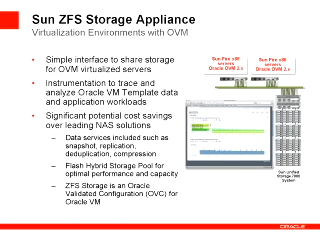 Sun ZFS Storage Appliance
Virtualization Environments with OVM
• Simple interface to share storage
for OVM virtualized servers
• Instrumentation to trace and
analyze Oracle VM Template data
and application workloads
• Significant potential cost savings
over leading NAS solutions
– Data services included such as
snapshot, replication,
deduplication, compression
– Flash Hybrid Storage Pool for
optimal performance and capacity
– ZFS Storage is an Oracle
Validated Configuration (OVC) for
Oracle VM
Sun Fire x86
servers
Oracle OVM 2.x
Sun Fire x86
servers
Oracle OVM 2.x
Sun unified
Storage 7000
System
ORACLE